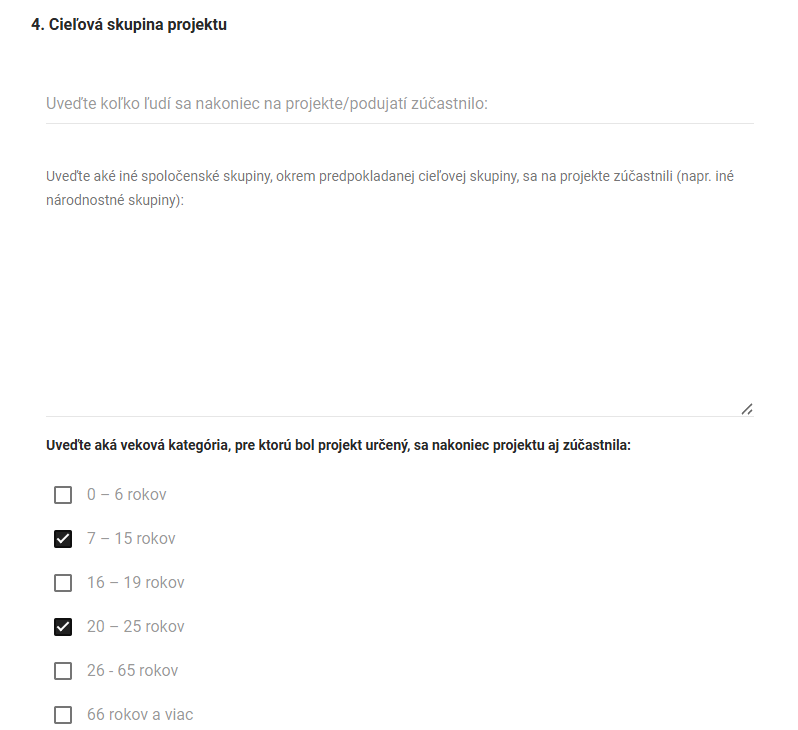 4. Cieľová skupina projektu
Uveďte koľko ľudí sa nakoniec na projekte/podujatí zúčastnilo:
Uveďte aké iné spoločenské skupiny, okrem predpokladanej cieľovej skupiny, sa na projekte zúčastnili (napr. iné
národnostné skupiny):
Uveďte aká veková kategória, pre ktorú bol projekt určený, sa nakoniec projektu aj zúčastnila:
0 – 6 rokov
7 – 15 rokov
16 – 19 rokov
20 – 25 rokov
26 - 65 rokov
66 rokov a viac